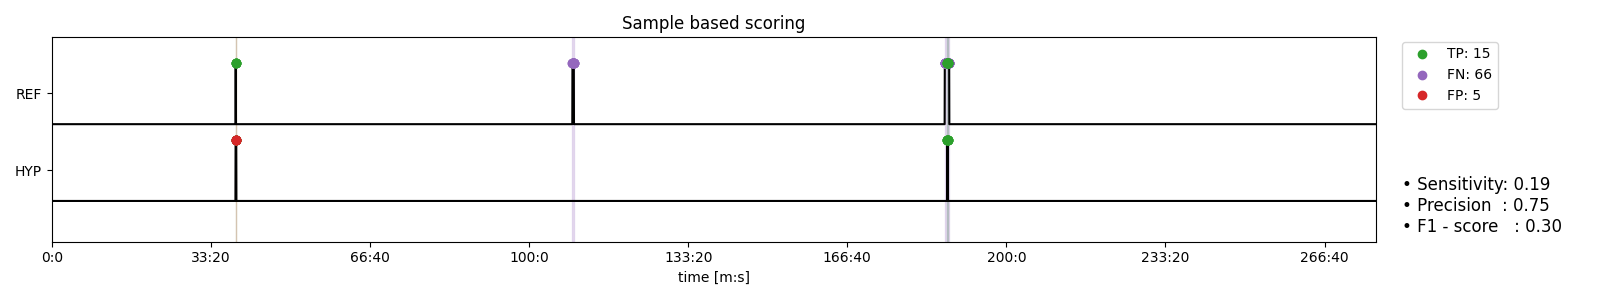 Sample based scoring
TP: 15
FN: 66
FP: 5
REF
HYP
• Sensitivity: 0.19
• Precision  : 0.75
• F1 - score   : 0.30
0:0 33:20 66:40 100:0 133:20 166:40 200:0 233:20 266:40
time [m:s]